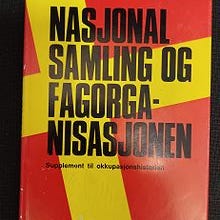 NASJONAL
SAMLING OG
FAGORGA-
NISASJONEN
Supplement til okkupasjonshistorien